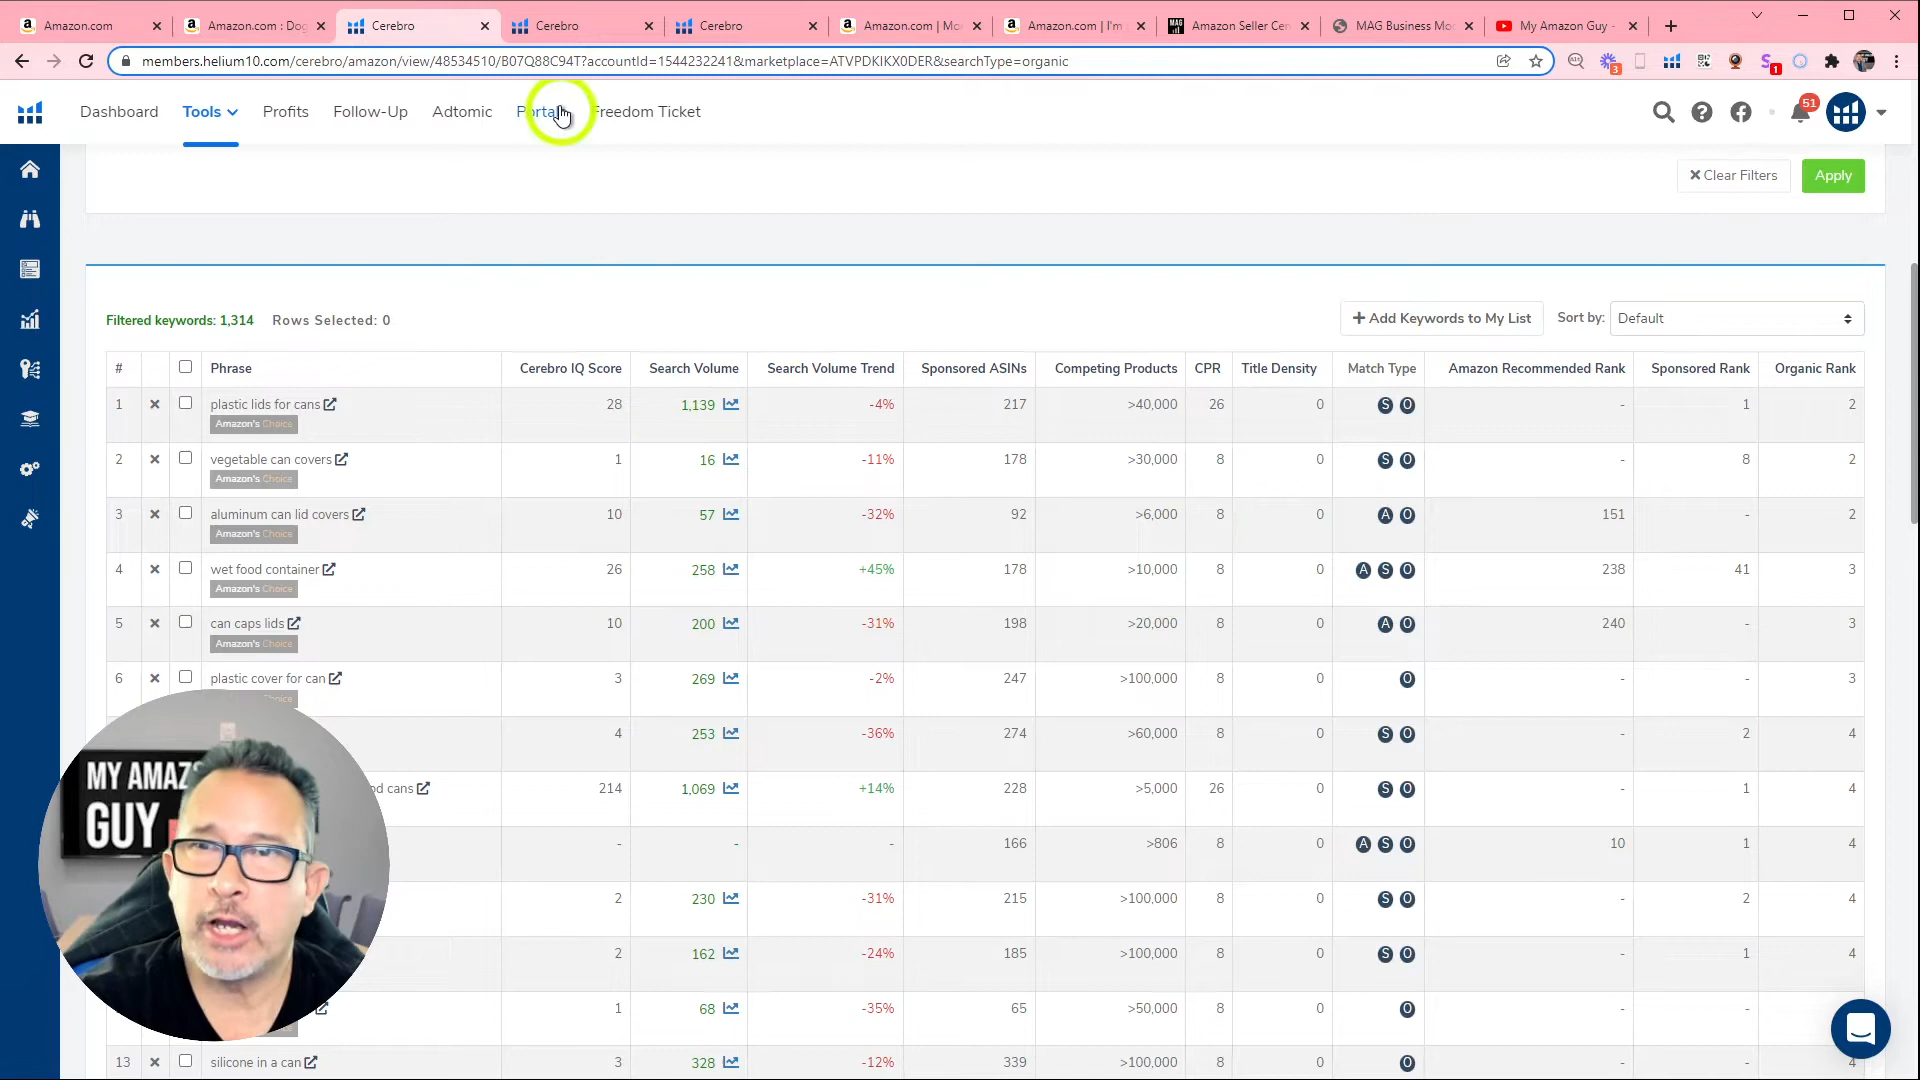 Amazon.com
Amazon.com : Dog
Cerebro
Cerebro
Cerebro
Amazon.com | Mo
Amazon.com | I'm
Amazon Seller Cen
MAG Business Mod
My Amazon Guy -
members.helium10.com/cerebro/amazon/view/48534510/B07Q88C94T?accountId=1544232241&marketplace=ATVPDKIKX0DER&searchType=organic
3
1
Dashboard
Tools
Profits
Follow-Up
Adtomic
Portals
Freedom Ticket
51
Clear Filters
Apply
Filtered keywords: 1,314
Rows Selected: 0
Add Keywords to My List
Sort by:
Default
# Phrase Cerebro IQ Score Search Volume Search Volume Trend Sponsored ASINs Competing Products CPR Title Density Match Type Amazon Recommended Rank Sponsored Rank Organic Rank
1 plastic lids for cans 28 1,139 -4% 217 >40,000 26 0 S O - 1 2
Amazon's Choice
2 vegetable can covers 1 16 -11% 178 >30,000 8 0 S O - 8 2
Amazon's Choice
3 aluminum can lid covers 10 57 -32% 92 >6,000 8 0 A O 151 - 2
Amazon's Choice
4 wet food container 26 258 +45% 178 >10,000 8 0 A S O 238 41 3
Amazon's Choice
5 can caps lids 10 200 -31% 198 >20,000 8 0 A O 240 - 3
Amazon's Choice
6 plastic cover for can 3 269 -2% 247 >100,000 8 0 O - - 3
Choice
4 253 -36% 274 >60,000 8 0 S O - 2 4
od cans 214 1,069 +14% 228 >5,000 26 0 S O - 1 4
- - - 166 >806 8 0 A S O 10 1 4
2 230 -31% 215 >100,000 8 0 S O - 2 4
2 162 -24% 185 >100,000 8 0 S O - 1 4
1 68 -35% 65 >50,000 8 0 O - -
13 silicone in a can 3 328 -12% 339 >100,000 8 0 O - - 4
MY AMAZ
GUY